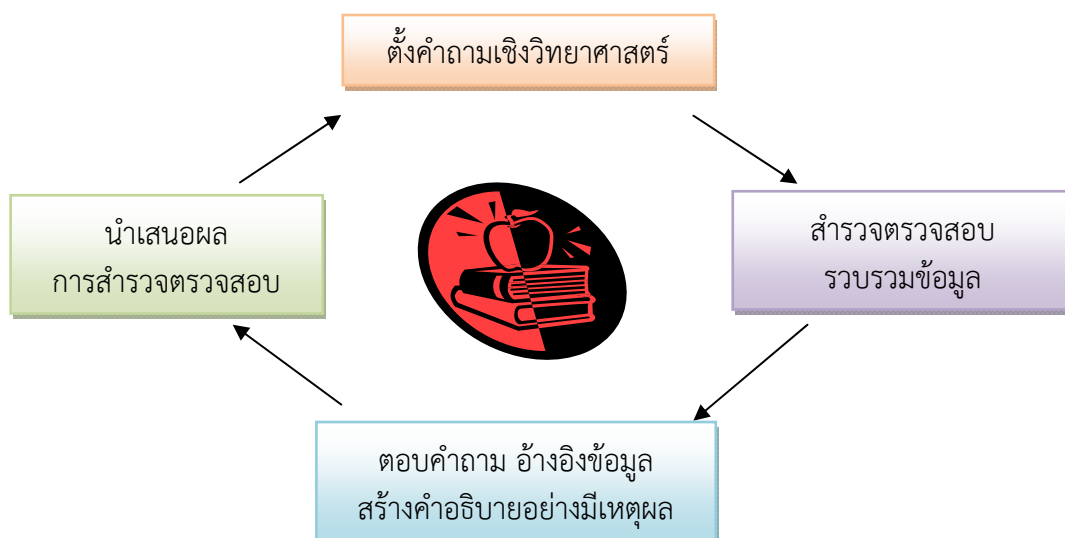 ตั้งคำถามเชิงวิทยาศาสตร์
สำรวจตรวจสอบ
รวบรวมข้อมูล
ตอบคำถาม อ้างอิงข้อมูล
สร้างคำอธิบายอย่างมีเหตุผล
นำเสนอผล
การสำรวจตรวจสอบ